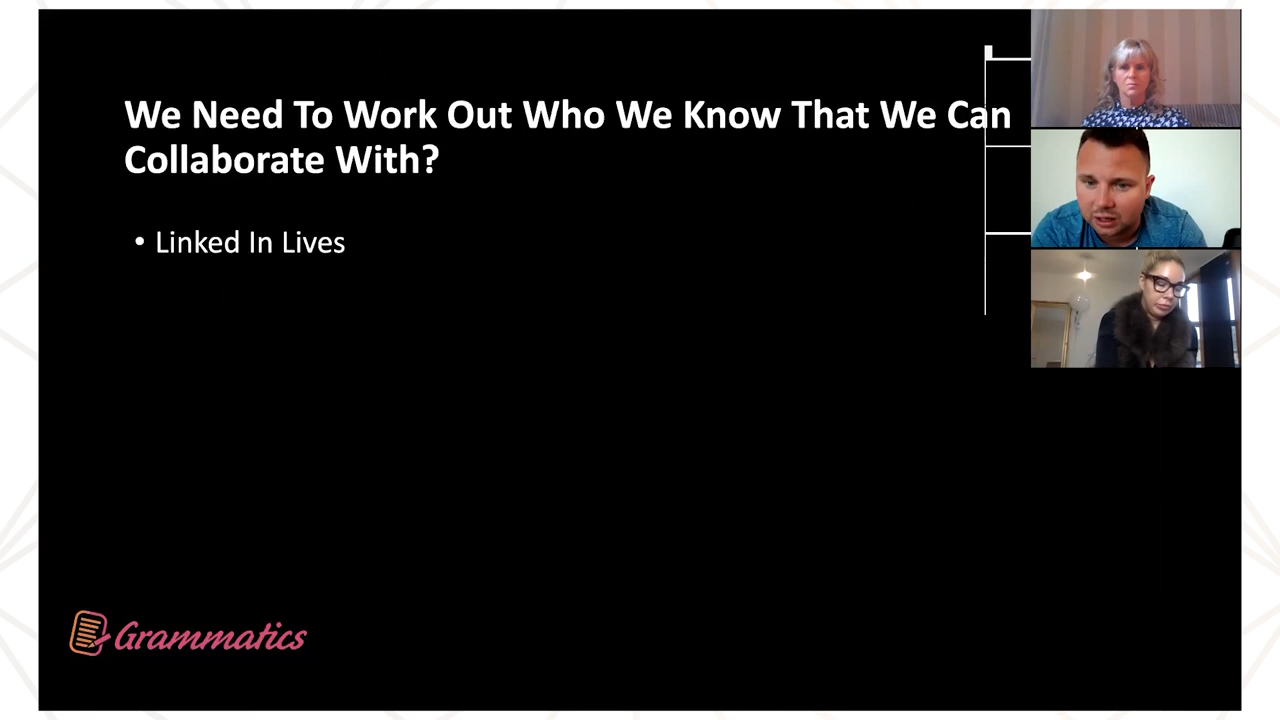 We Need To Work Out Who We Know That We Can
Collaborate With?
• Linked In Lives
Grammatics